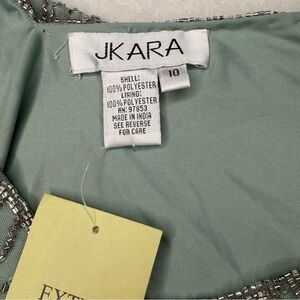 JKARA
10
SHELL:
100% POLYESTER
LINING:
100% POLYESTER
RN: 97853
MADE IN INDIA
SEE REVERSE
FOR CARE